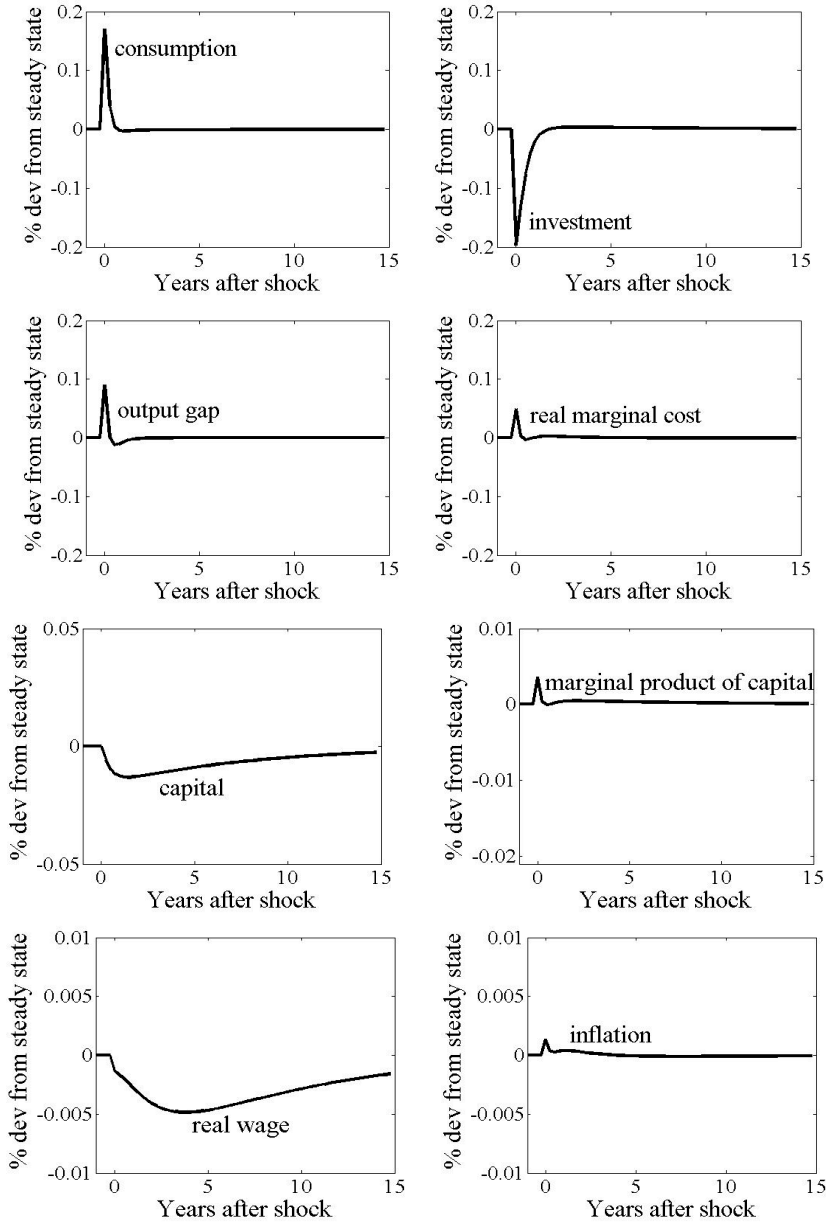 % dev from steady state
0.2
0.1
0
-0.1
-0.2
consumption
0 5 10 15
Years after shock
% dev from steady state
0.2
0.1
0
-0.1
-0.2
investment
0 5 10 15
Years after shock
% dev from steady state
0.2
0.1
0
-0.1
-0.2
output gap
0 5 10 15
Years after shock
% dev from steady state
0.2
0.1
0
-0.1
-0.2
real marginal cost
0 5 10 15
Years after shock
% dev from steady state
0.05
0
-0.05
capital
0 5 10 15
Years after shock
% dev from steady state
0.01
0
-0.01
-0.02
marginal product of capital
0 5 10 15
Years after shock
% dev from steady state
0.01
0.005
0
-0.005
-0.01
real wage
0 5 10 15
Years after shock
% dev from steady state
0.01
0.005
0
-0.005
-0.01
inflation
0 5 10 15
Years after shock